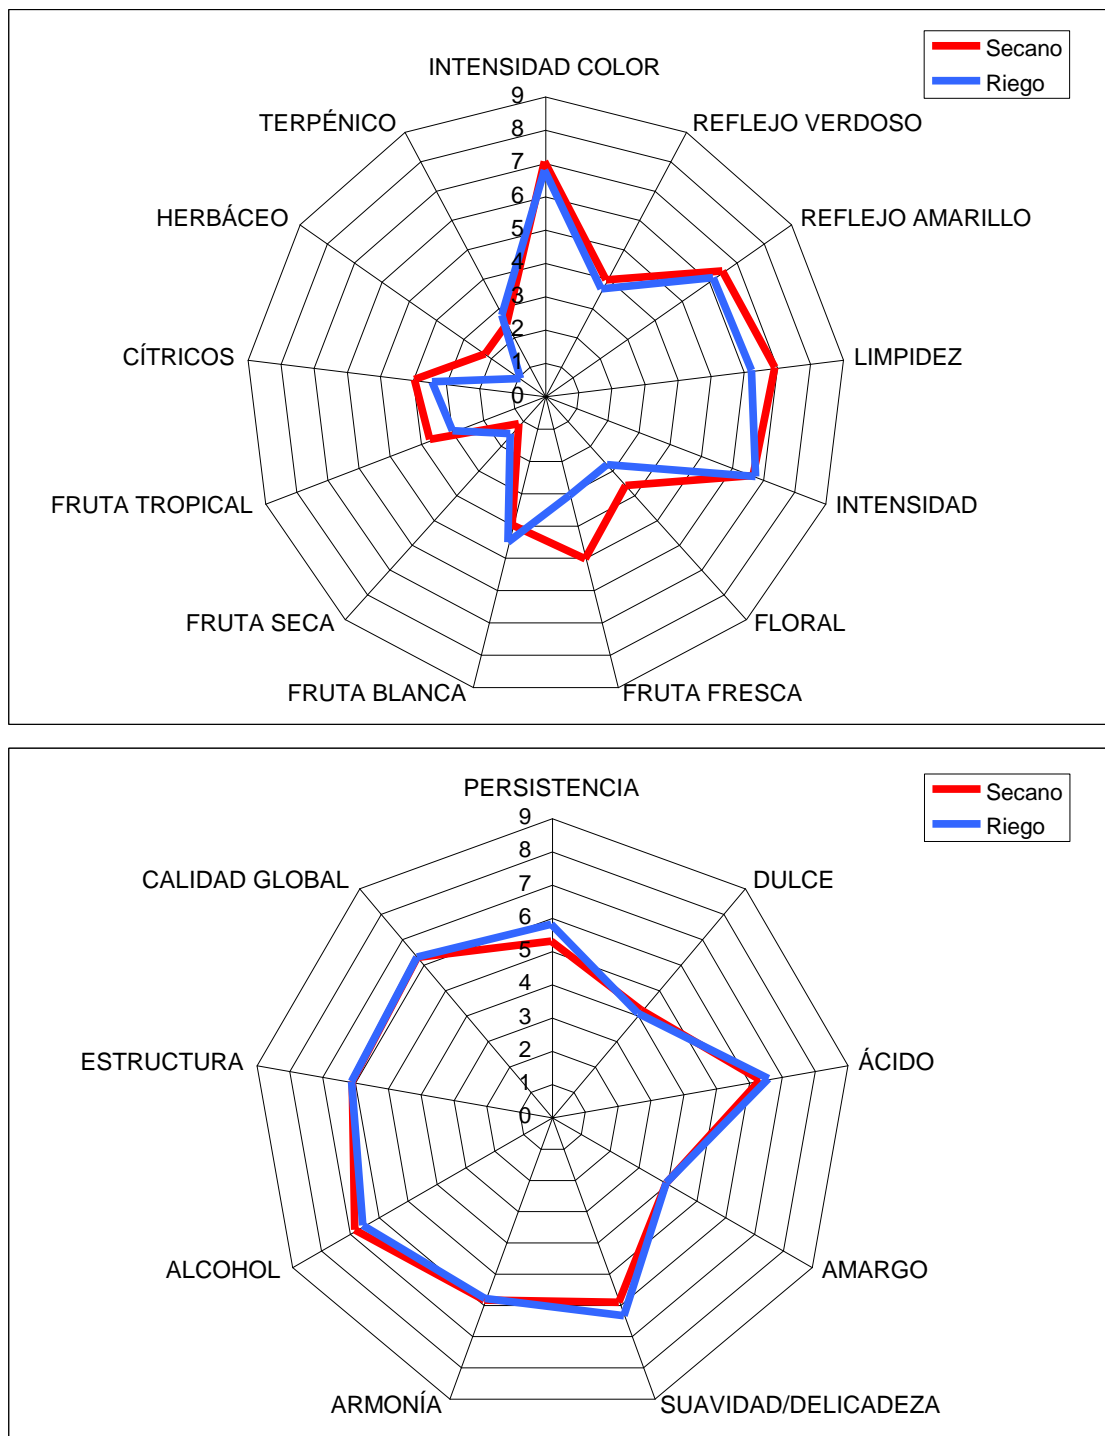 Secano
Riego
INTENSIDAD COLOR
TERPÉNICO
REFLEJO VERDOSO
HERBÁCEO
REFLEJO AMARILLO
CÍTRICOS
LIMPIDEZ
FRUTA TROPICAL
INTENSIDAD
FRUTA SECA
FLORAL
FRUTA BLANCA
FRUTA FRESCA
9
8
7
6
5
4
3
2
1
0
Secano
Riego
PERSISTENCIA
CALIDAD GLOBAL
DULCE
ESTRUCTURA
ÁCIDO
ALCOHOL
AMARGO
ARMONÍA
SUAVIDAD/DELICADEZA
9
8
7
6
5
4
3
2
1
0